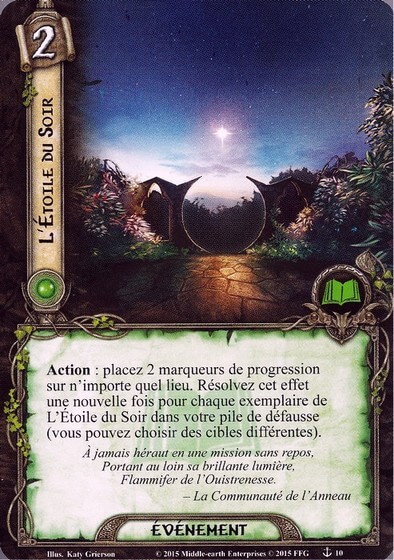 2
L'ÉTOILE DU SOIR
Action : placez 2 marqueurs de progression
sur n'importe quel lieu. Résolvez cet effet
une nouvelle fois pour chaque exemplaire de
L'Étoile du Soir dans votre pile de défausse
(vous pouvez choisir des cibles différentes).
À jamais héraut en une mission sans repos,
Portant au loin sa brillante lumière,
Flammifer de l'Ouistrenesse.
– La Communauté de l'Anneau
ÉVÉNEMENT
Illus. Katy Grierson © 2015 Middle-earth Enterprises © 2015 FFG 10